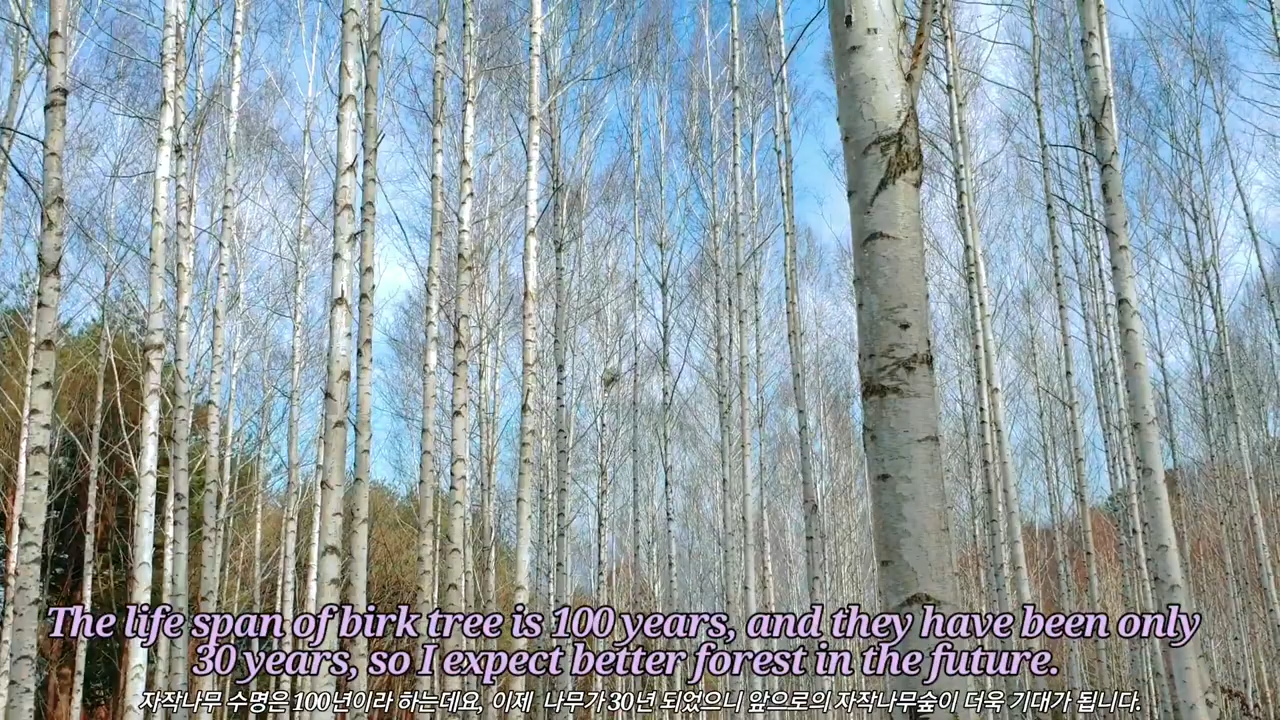 The life span of birk tree is 100 years, and they have been only
30 years, so I expect better forest in the future.
자작나무 수명은 100년이라 하는데요, 이제 나무가 30년 되었으니 앞으로의 자작나무숲이 더욱 기대가 됩니다.